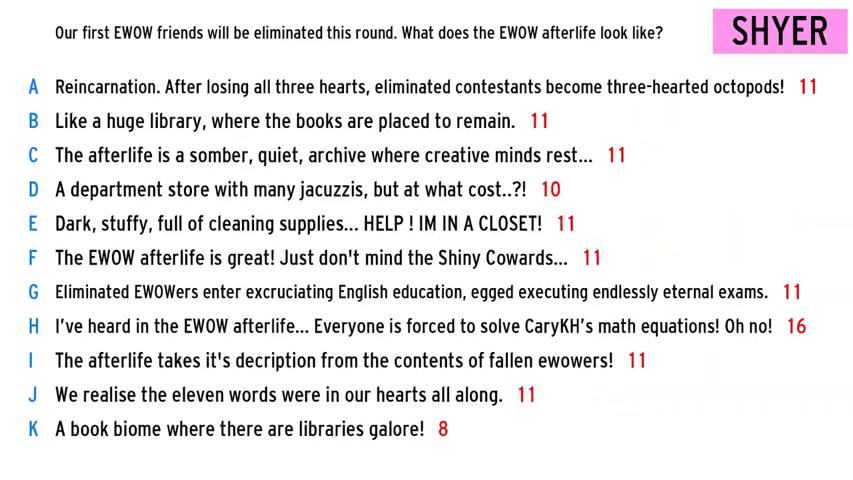 Our first EWOW friends will be eliminated this round. What does the EWOW afterlife look like?
SHYER
A Reincarnation. After losing all three hearts, eliminated contestants become three-hearted octopods! 11
B Like a huge library, where the books are placed to remain. 11
C The afterlife is a somber, quiet, archive where creative minds rest... 11
D A department store with many jacuzzis, but at what cost..?! 10
E Dark, stuffy, full of cleaning supplies... HELP ! IM IN A CLOSET! 11
F The EWOW afterlife is great! Just don't mind the Shiny Cowards... 11
G Eliminated EWOWers enter excruciating English education, egged executing endlessly eternal exams. 11
H I've heard in the EWOW afterlife... Everyone is forced to solve CaryKH's math equations! Oh no! 16
I The afterlife takes it's decription from the contents of fallen ewowers! 11
J We realise the eleven words were in our hearts all along. 11
K A book biome where there are libraries galore! 8